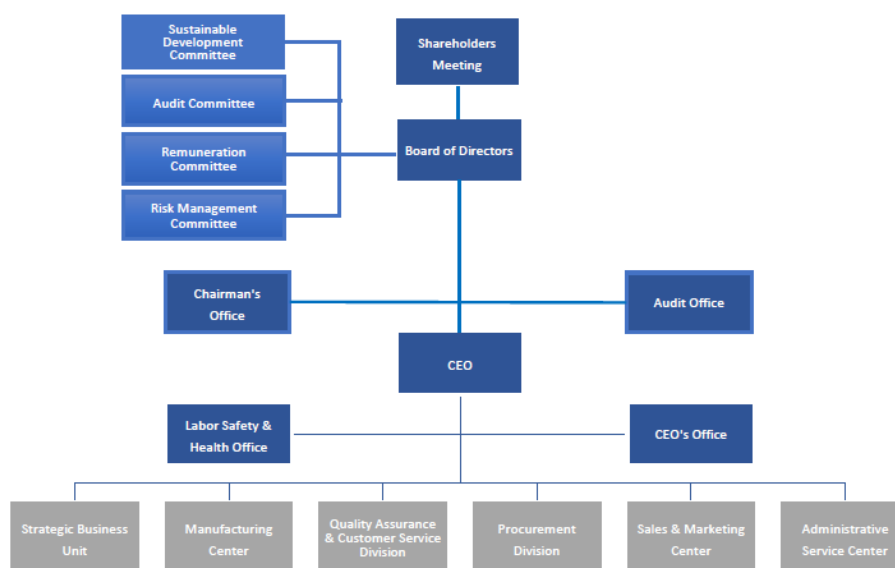 Sustainable
Development
Committee
Shareholders
Meeting
Audit Committee
Board of Directors
Remuneration
Committee
Risk Management
Committee
Chairman's
Office
Audit Office
CEO
Labor Safety &
Health Office
CEO's Office
Strategic Business
Unit
Manufacturing
Center
Quality Assurance
& Customer Service
Division
Procurement
Division
Sales & Marketing
Center
Administrative
Service Center